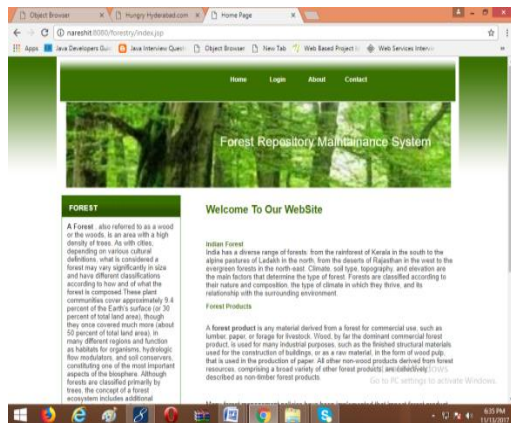 Object Browser
Hungry Hyderabad.com
Home Page
nareshit:8080/forestry/index.jsp
Apps
Java Developers Gui
Java Interview Quest
Object Browser
New Tab
Web Based Project
Web Services Intervi
Home Login About Contact
Forest Repository Maintainance System
FOREST
A Forest , also referred to as a wood
or the woods, is an area with a high
density of trees. As with cities,
depending on various cultural
definitions, what is considered a
forest may vary significantly in size
and have different classifications
according to how and of what the
forest is composed These plant
communities cover approximately 9.4
percent of the Earth's surface (or 30
percent of total land area), though
they once covered much more (about
50 percent of total land area), in
many different regions and function
as habitats for organisms, hydrologic
flow modulators, and soil conservers,
constituting one of the most important
aspects of the biosphere. Although
forests are classified primarily by
trees, the concept of a forest
ecosystem includes additional
Welcome To Our WebSite
Indian Forest
India has a diverse range of forests: from the rainforest of Kerala in the south to the
alpine pastures of Ladakh in the north, from the deserts of Rajasthan in the west to the
evergreen forests in the north-east. Climate, soil type, topography, and elevation are
the main factors that determine the type of forest. Forests are classified according to
their nature and composition, the type of climate in which they thrive, and its
relationship with the surrounding environment.
Forest Products
A forest product is any material derived from a forest for commercial use, such as
lumber, paper, or forage for livestock. Wood, by far the dominant commercial forest
product, is used for many industrial purposes, such as the finished structural materials
used for the construction of buildings, or as a raw material, in the form of wood pulp,
that is used in the production of paper. All other non-wood products derived from forest
resources, comprising a broad variety of other forest products, are collectively
described as non-timber forest products.
Go to PC settings to activate Windows.
6:35 PM
11/13/2017